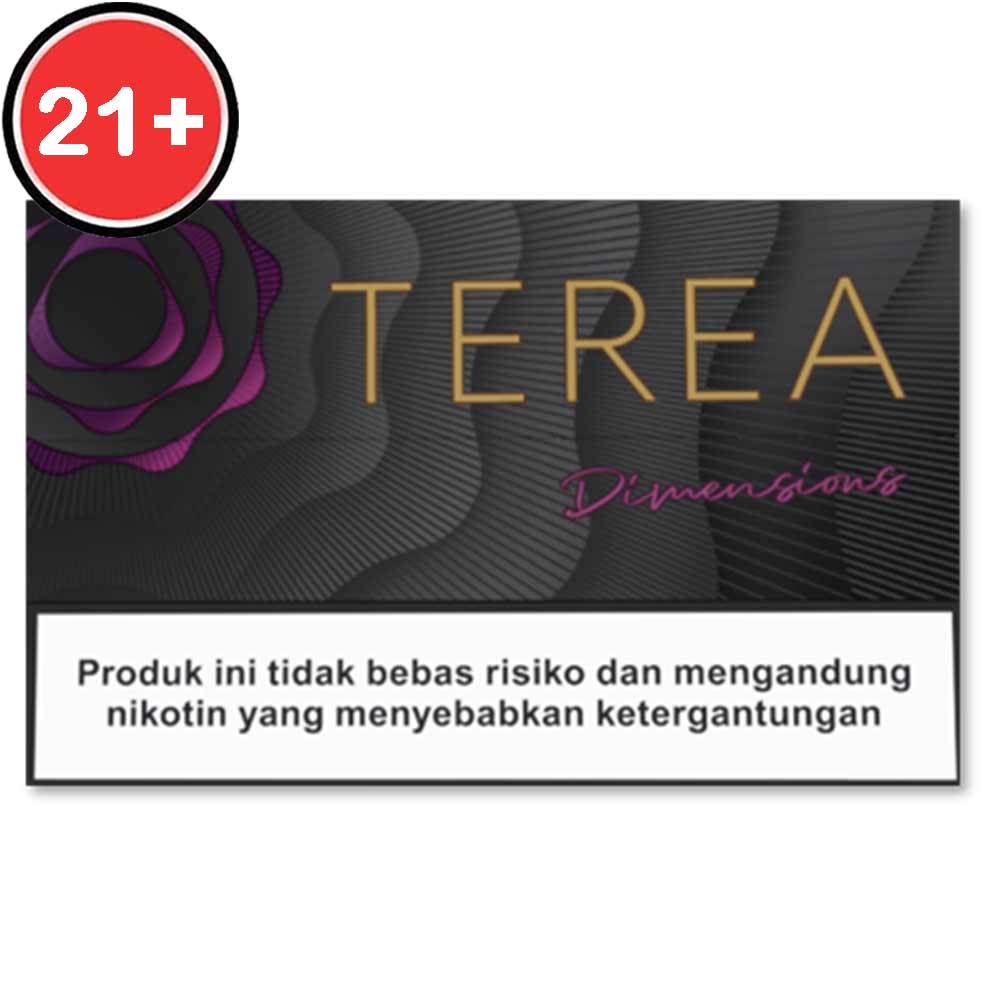 21+
TEREA
Dimensions
Produk ini tidak bebas risiko dan mengandung
nikotin yang menyebabkan ketergantungan